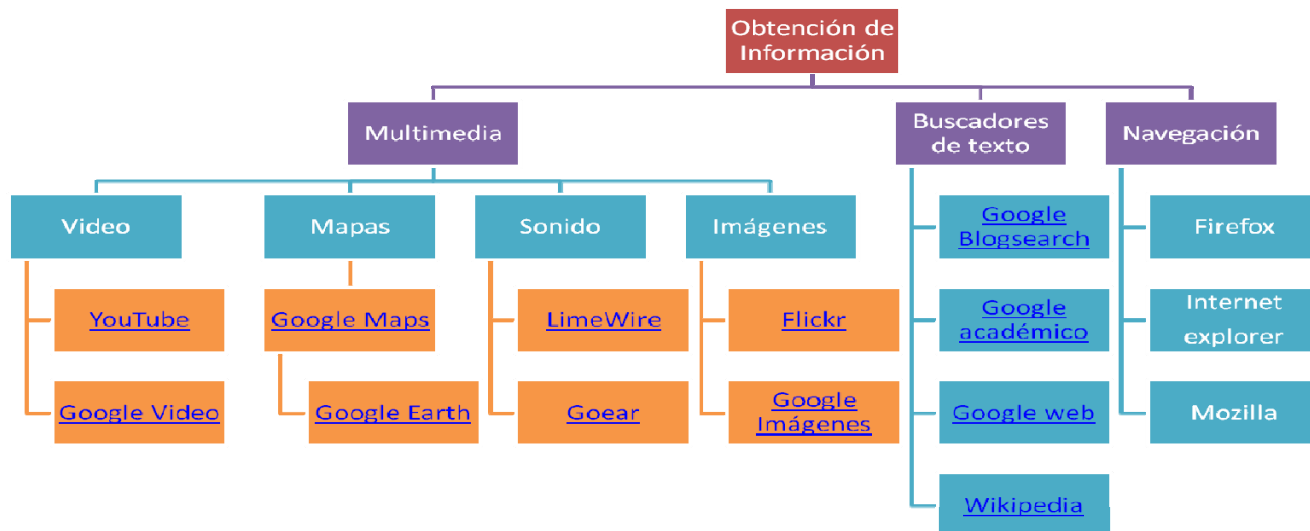 Obtención de
Información
Multimedia
Buscadores
de texto
Navegación
Video
Mapas
Sonido
Imágenes
Google
Blogsearch
Firefox
YouTube
Google Maps
LimeWire
Flickr
Google
académico
Internet
explorer
Google Video
Google Earth
Goear
Google
Imágenes
Google web
Mozilla
Wikipedia